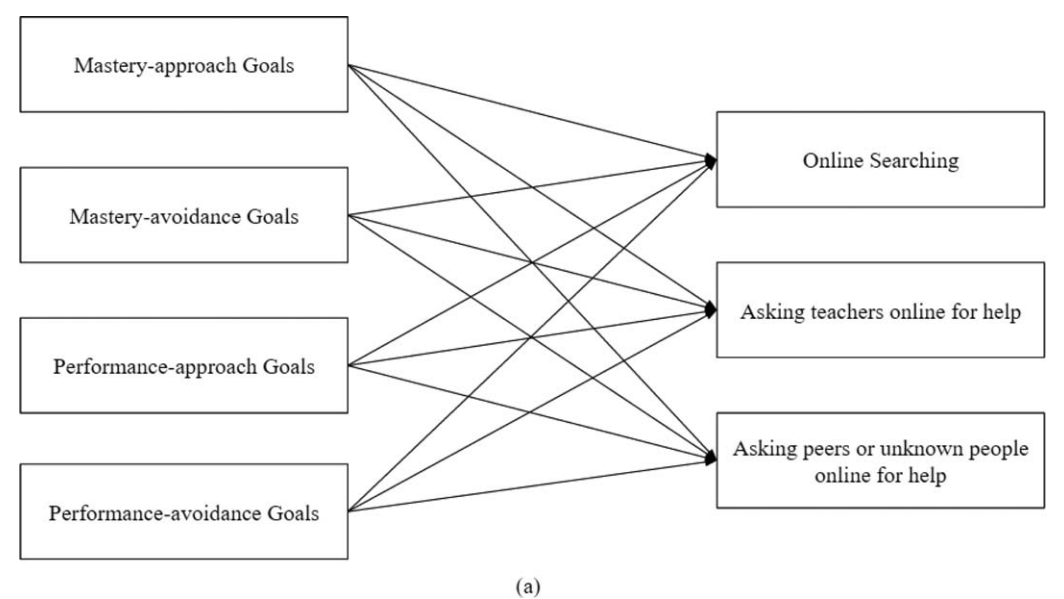 Mastery-approach Goals
Mastery-avoidance Goals
Performance-approach Goals
Performance-avoidance Goals
Online Searching
Asking teachers online for help
Asking peers or unknown people
online for help
(a)